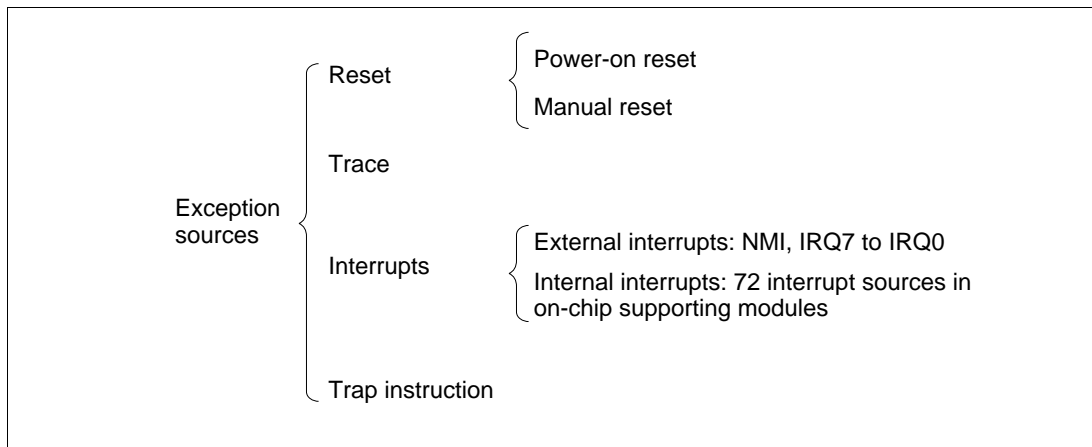 Exception
sources
Reset
Power-on reset
Manual reset
Trace
Interrupts
External interrupts: NMI, IRQ7 to IRQ0
Internal interrupts: 72 interrupt sources in
on-chip supporting modules
Trap instruction